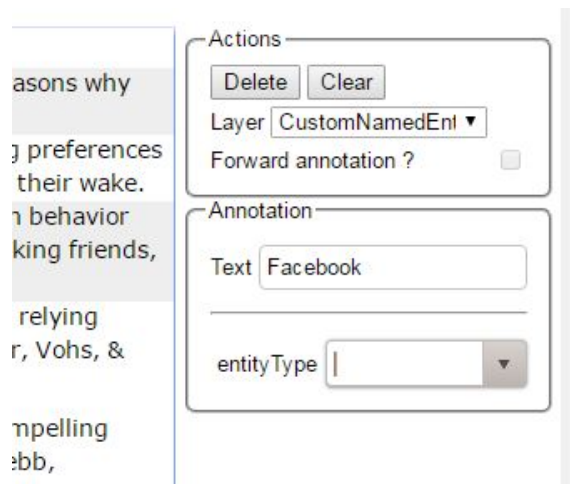 asons why
preferences
their wake.
behavior
king friends,
relying
r, Vohs, &
mpelling
ebb,
Actions
Delete Clear
Layer CustomNamedEnt
Forward annotation ?
Annotation
Text Facebook
entityType